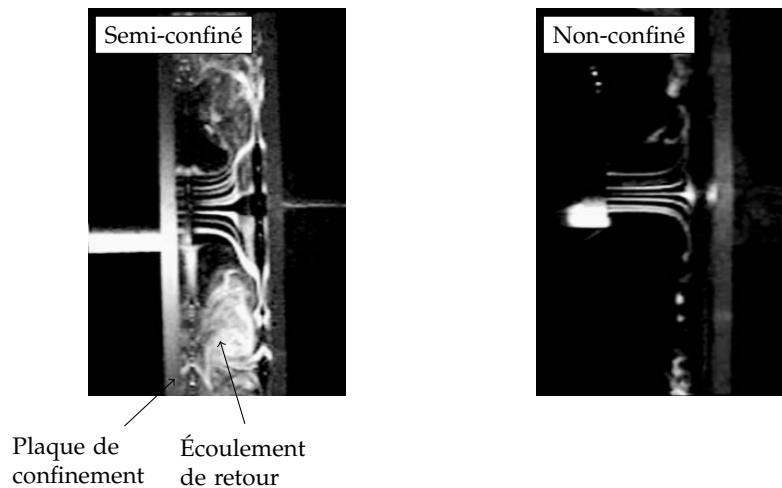 Semi-confiné
Non-confiné
Plaque de
confinement
Écoulement
de retour